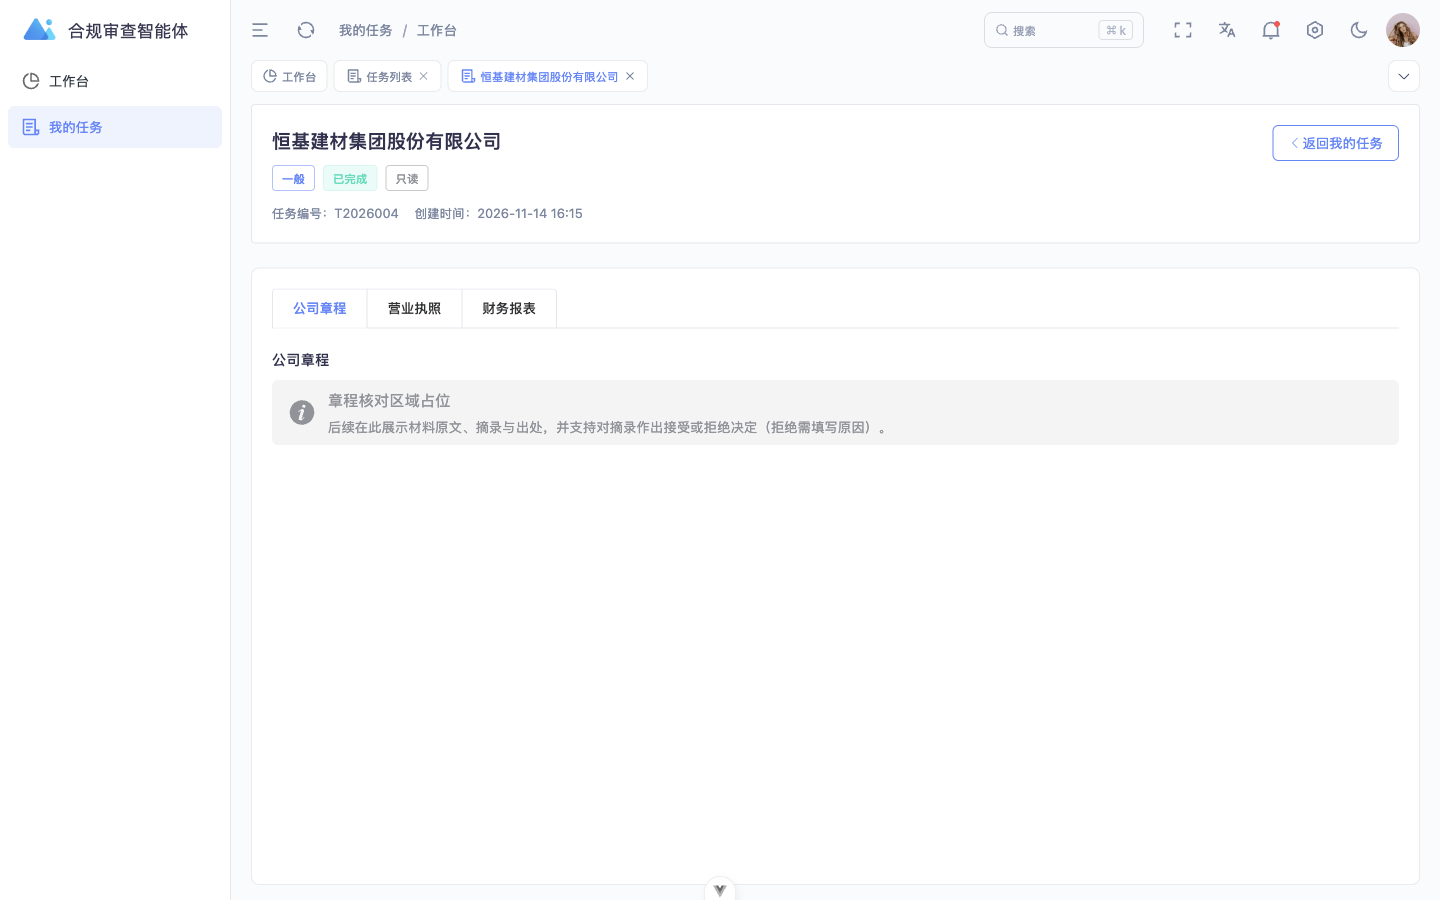 合规审查智能体
工作台
我的任务
我的任务 / 工作台
搜索
⌘ k
工作台
任务列表
恒基建材集团股份有限公司
恒基建材集团股份有限公司
返回我的任务
一般
已完成
只读
任务编号：T2026004 创建时间：2026-11-14 16:15
公司章程
营业执照
财务报表
公司章程
章程核对区域占位
后续在此展示材料原文、摘录与出处，并支持对摘录作出接受或拒绝决定（拒绝需填写原因）。